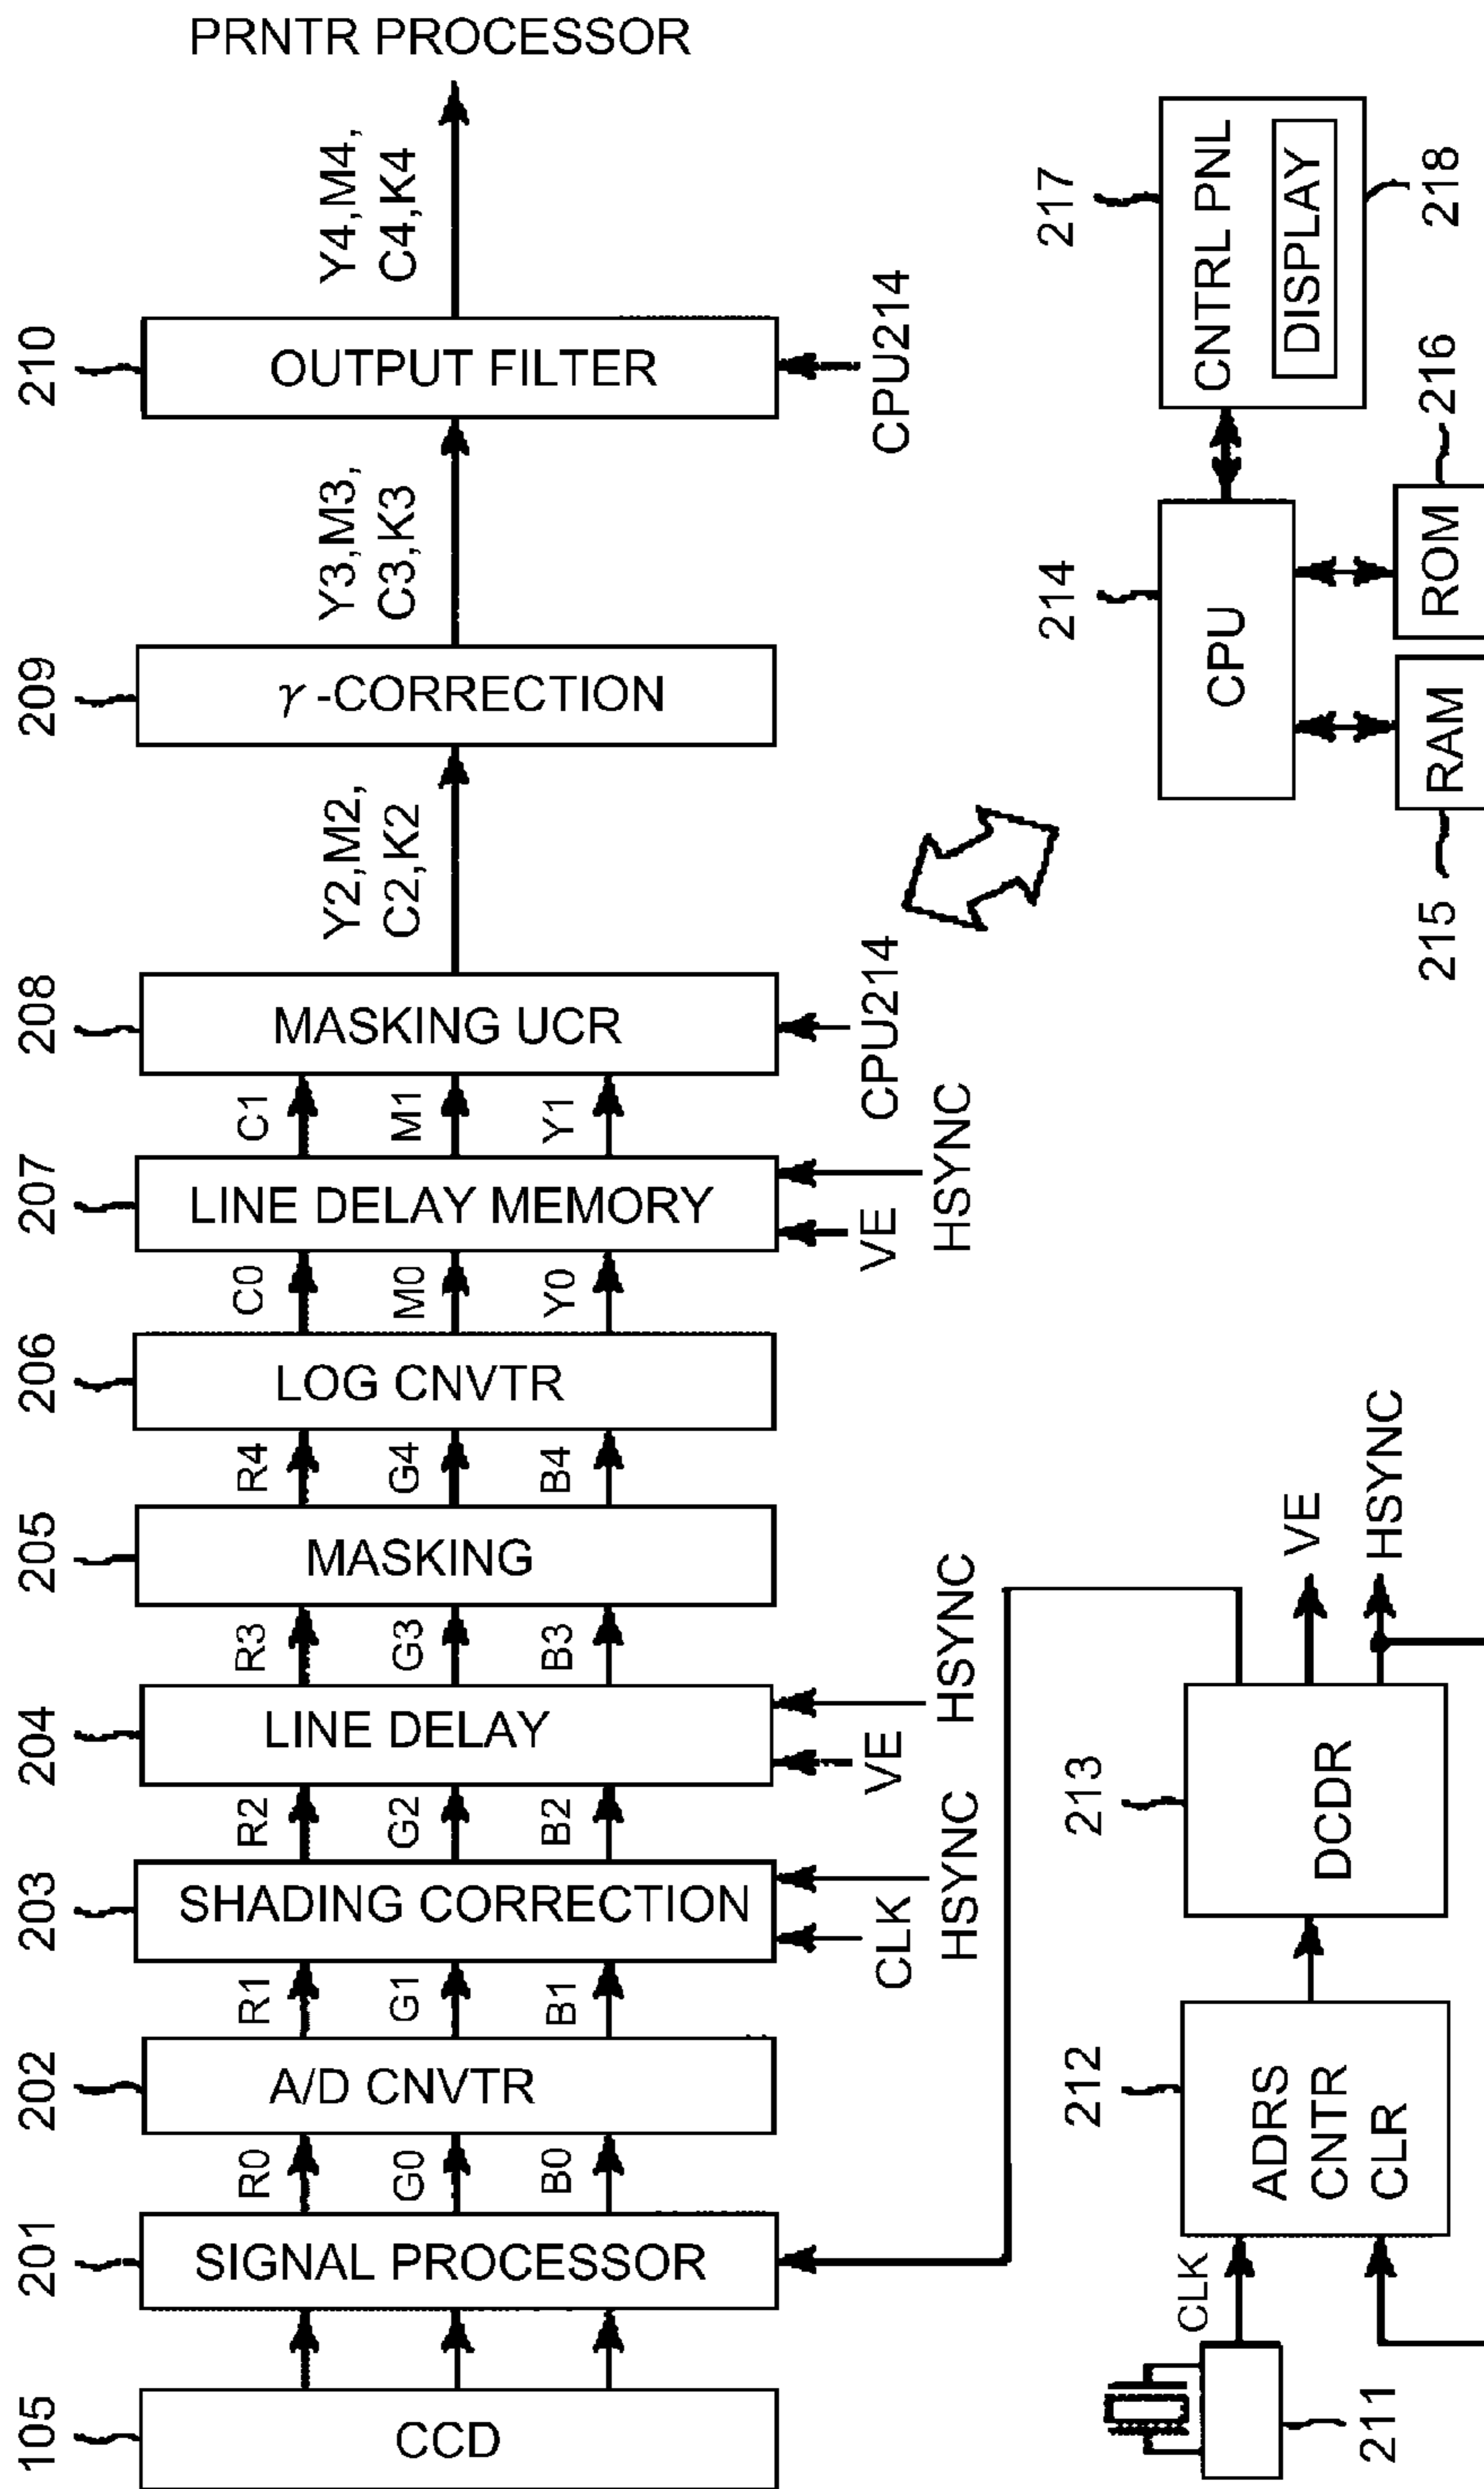 PRNTR PROCESSOR
Y4,M4,
C4,K4
210
OUTPUT FILTER
CPU214
Y3,M3,
C3,K3
209
γ-CORRECTION
Y2,M2,
C2,K2
208
MASKING UCR
CPU214
C1
M1
Y1
207
LINE DELAY MEMORY
VE
HSYNC
C0
M0
Y0
206
LOG CNVTR
R4
G4
B4
205
MASKING
R3
G3
B3
204
LINE DELAY
VE
HSYNC
R2
G2
B2
203
SHADING CORRECTION
CLK
HSYNC
R1
G1
B1
202
A/D CNVTR
R0
G0
B0
201
SIGNAL PROCESSOR
105
CCD
217
CNTRL PNL
DISPLAY
218
214
CPU
216
ROM
RAM
215
VE
HSYNC
213
DCDR
212
ADRS
CNTR
CLR
CLK
211